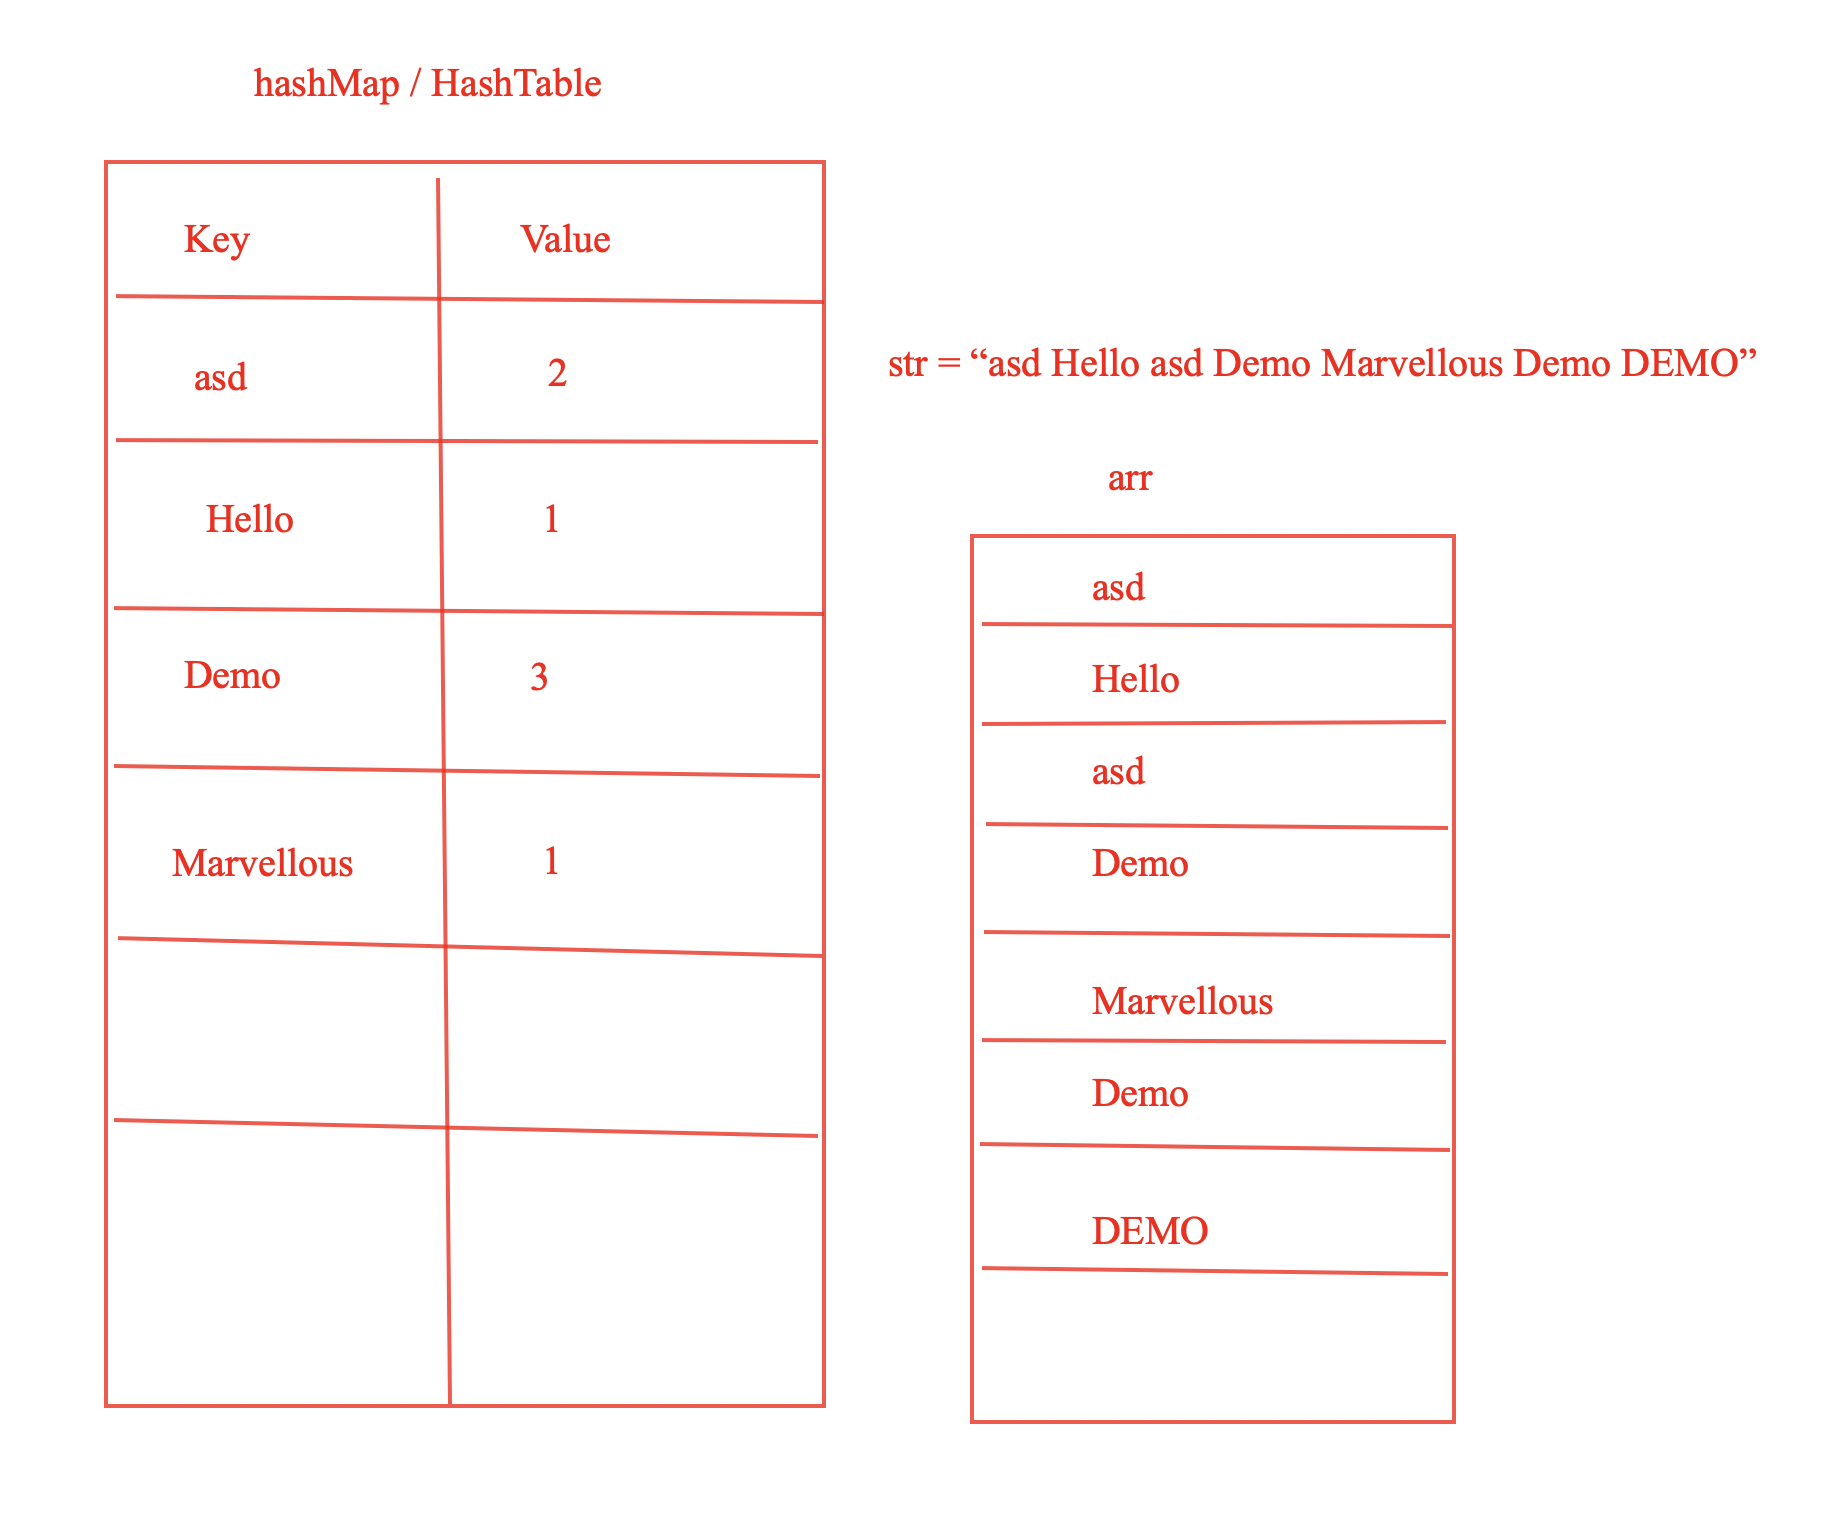 hashMap / HashTable
Key Value
asd 2
Hello 1
Demo 3
Marvellous 1
str = “asd Hello asd Demo Marvellous Demo DEMO”
arr
asd
Hello
asd
Demo
Marvellous
Demo
DEMO